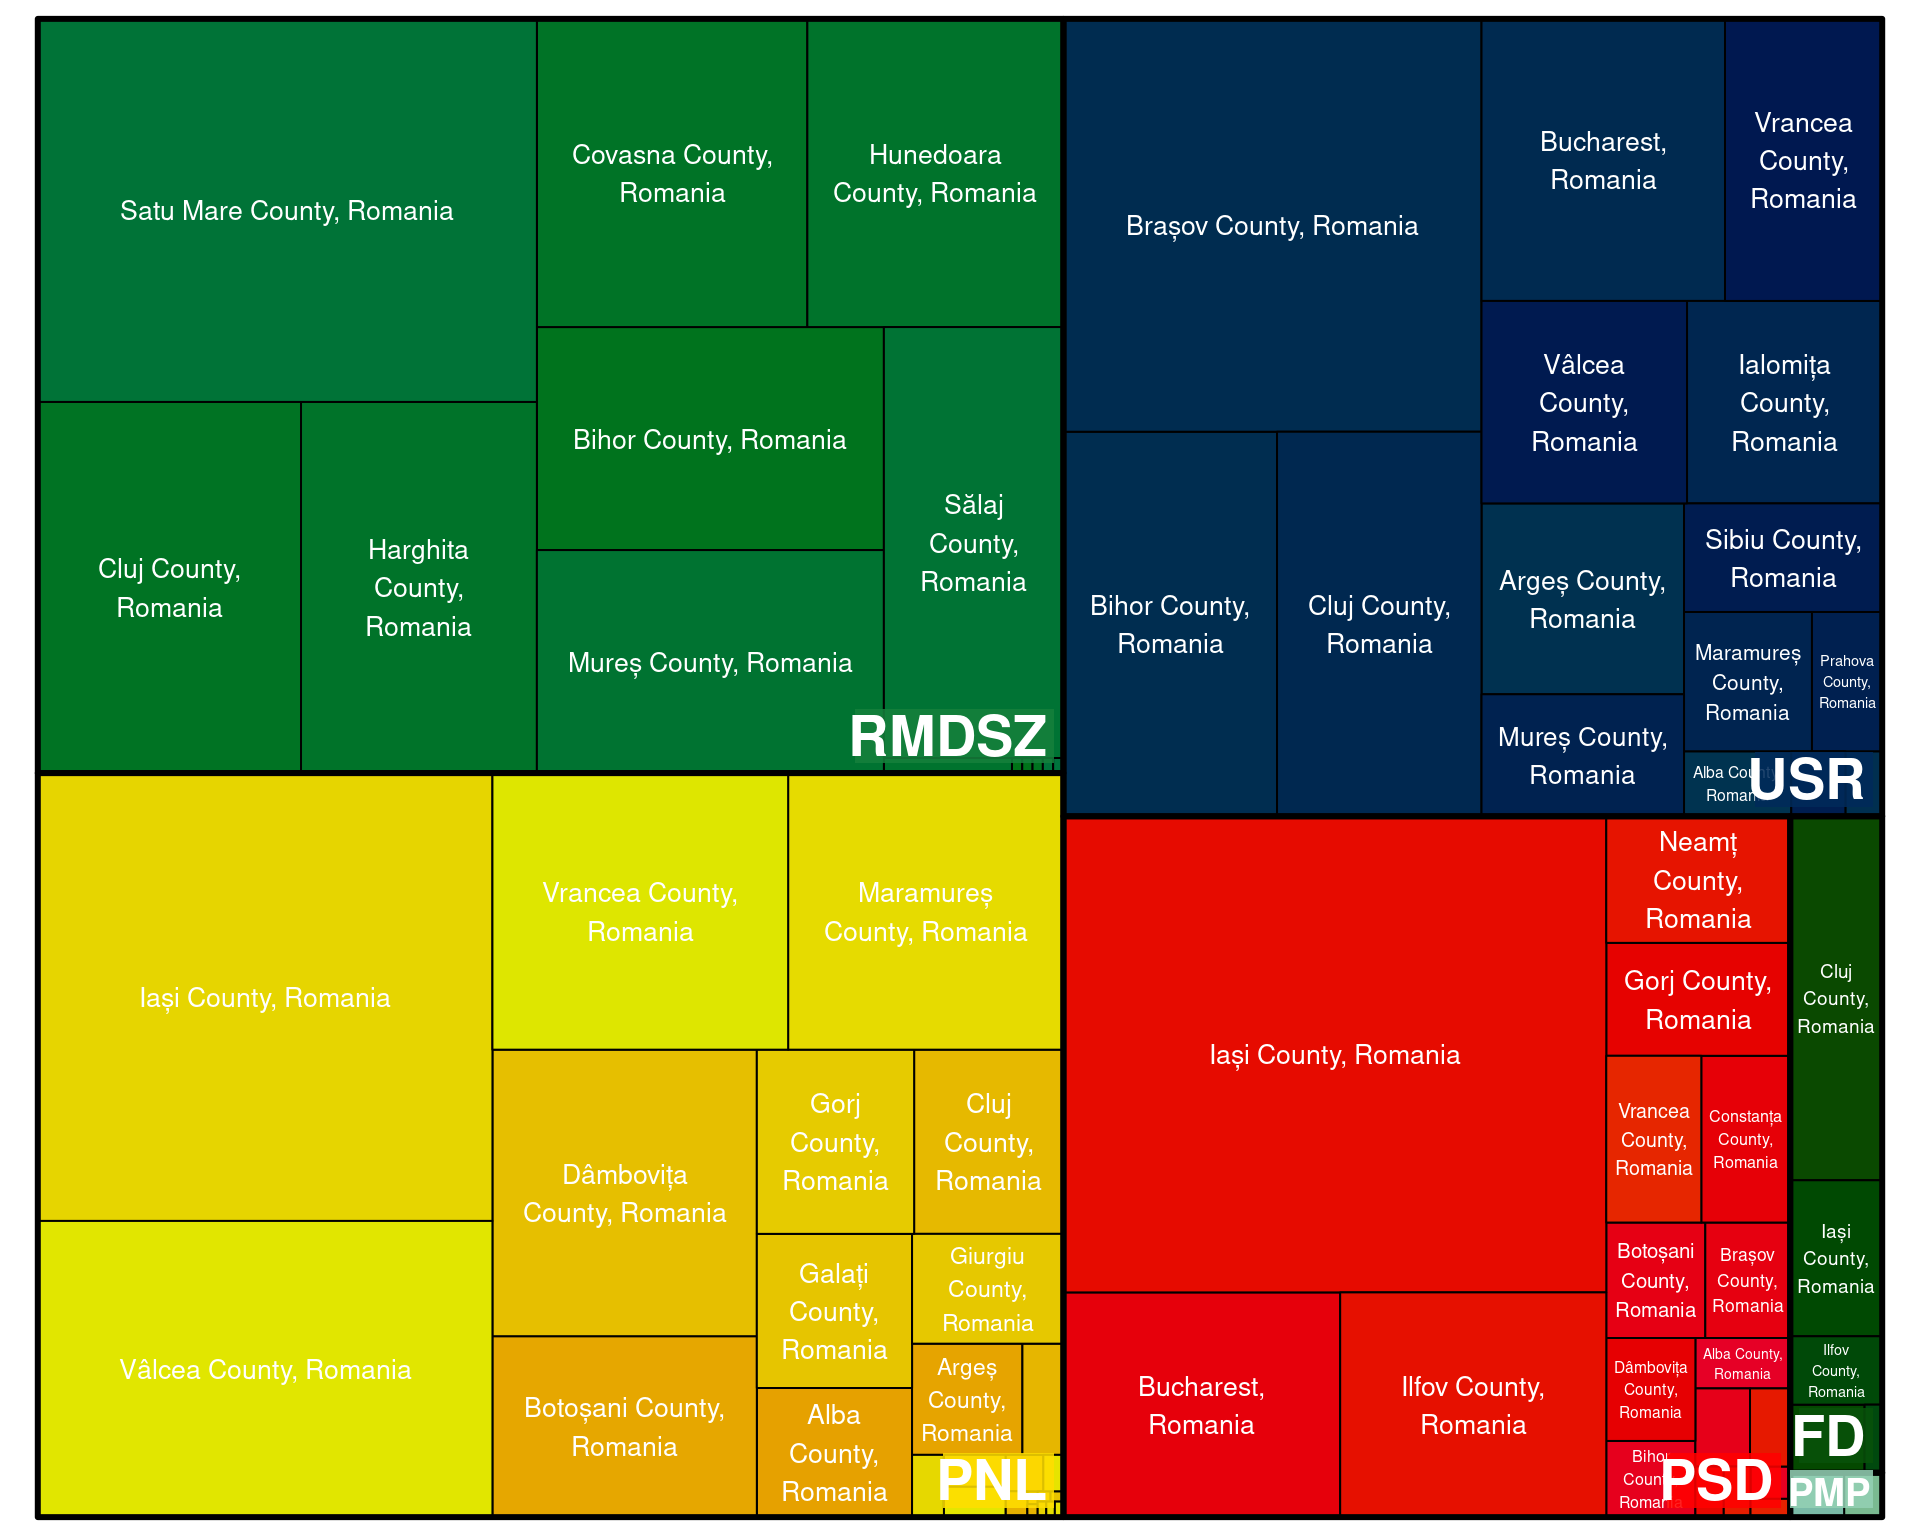 Satu Mare County, Romania
Covasna County,
Romania
Hunedoara
County, Romania
Cluj County,
Romania
Harghita
County,
Romania
Bihor County, Romania
Sălaj
County,
Romania
Mureș County, Romania
RMDSZ
Brașov County, Romania
Bucharest,
Romania
Vrancea
County,
Romania
Vâlcea
County,
Romania
Ialomița
County,
Romania
Bihor County,
Romania
Cluj County,
Romania
Argeș County,
Romania
Sibiu County,
Romania
Maramureș
County,
Romania
Prahova
County,
Romania
Mureș County,
Romania
Alba County,
Romania
USR
Iași County, Romania
Vrancea County,
Romania
Maramureș
County, Romania
Vâlcea County, Romania
Dâmbovița
County, Romania
Gorj
County,
Romania
Cluj
County,
Romania
Galați
County,
Romania
Giurgiu
County,
Romania
Botoșani County,
Romania
Alba
County,
Romania
Argeș
County,
Romania
PNL
Iași County, Romania
Neamț
County,
Romania
Gorj County,
Romania
Vrancea
County,
Romania
Constanța
County,
Romania
Bucharest,
Romania
Ilfov County,
Romania
Botoșani
County,
Romania
Brașov
County,
Romania
Dâmbovița
County,
Romania
Alba County,
Romania
Bihor
County,
Romania
PSD
Cluj
County,
Romania
Iași
County,
Romania
Ilfov
County,
Romania
FD
PMP